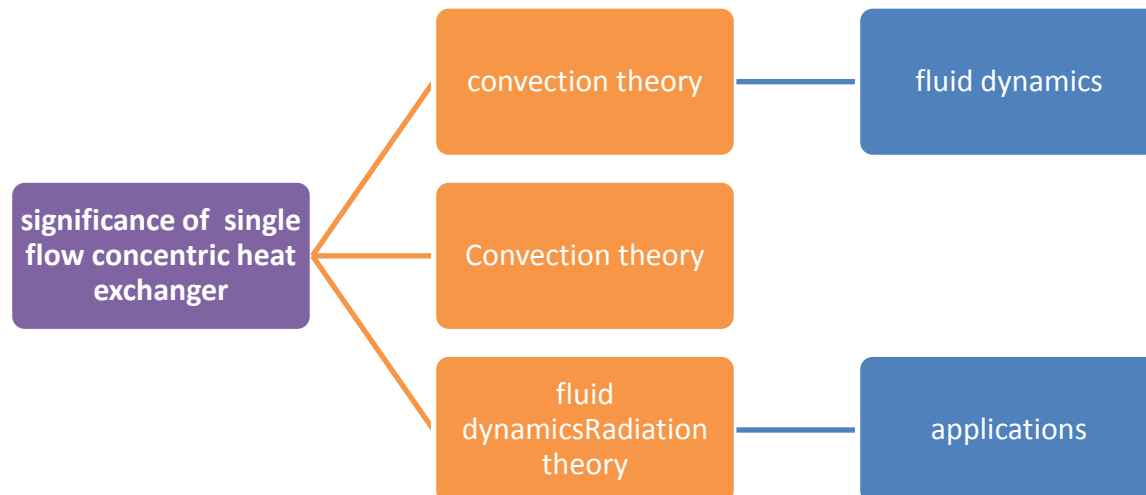 convection theory
fluid dynamics
significance of single
flow concentric heat
exchanger
Convection theory
fluid
dynamicsRadiation
theory
applications